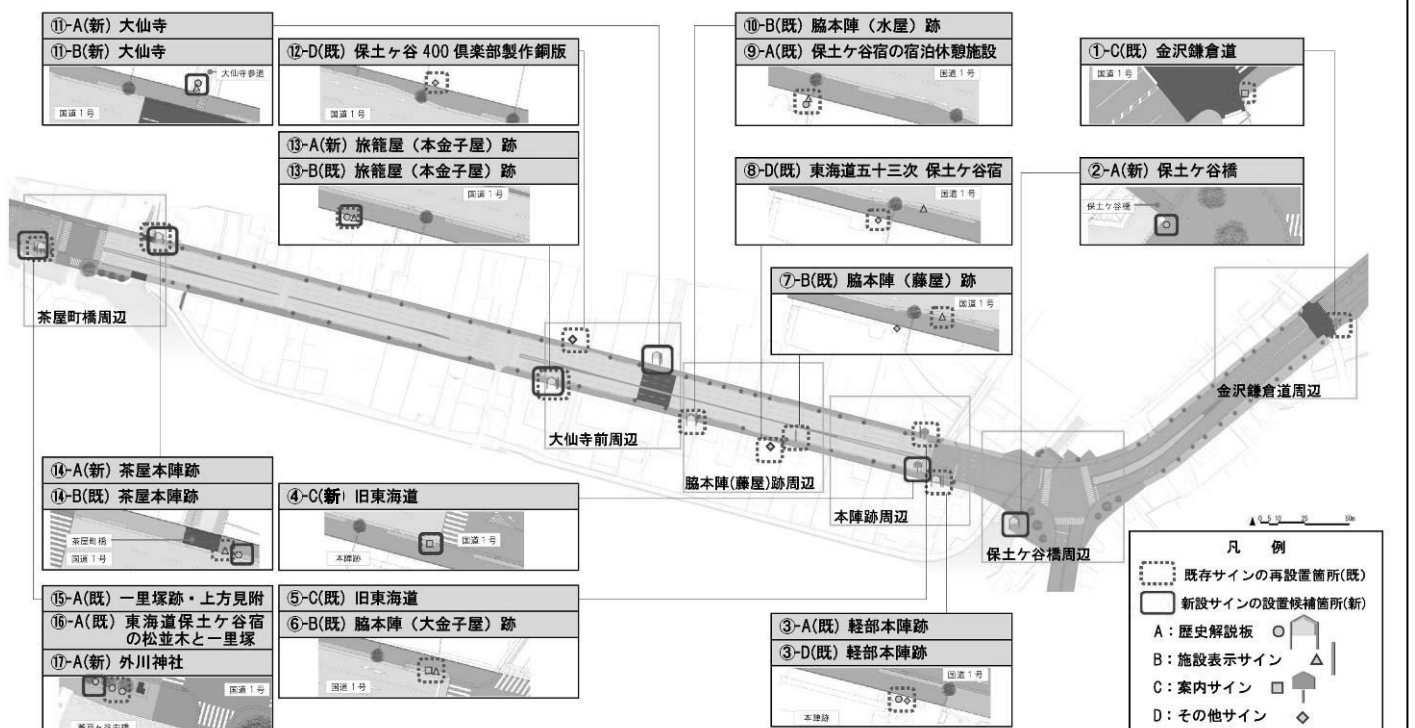 ⑪-A(新) 大仙寺
⑪-B(新) 大仙寺
大仙寺参道
国道1号
⑫-D(既) 保土ヶ谷400倶楽部製作銅版
国道1号
⑬-A(新) 旅籠屋（本金子屋）跡
⑬-B(既) 旅籠屋（本金子屋）跡
国道1号
⑩-B(既) 脇本陣（水屋）跡
⑨-A(既) 保土ケ谷宿の宿泊休憩施設
国道1号
⑧-D(既) 東海道五十三次 保土ケ谷宿
国道1号
⑦-B(既) 脇本陣（藤屋）跡
国道1号
①-C(既) 金沢鎌倉道
国道1号
②-A(新) 保土ケ谷橋
保土ケ谷橋
茶屋町橋周辺
大仙寺前周辺
脇本陣(藤屋)跡周辺
本陣跡周辺
保土ケ谷橋周辺
金沢鎌倉道周辺
⑭-A(新) 茶屋本陣跡
⑭-B(既) 茶屋本陣跡
茶屋町橋
国道1号
④-C(新) 旧東海道
国道1号
本陣跡
⑮-A(既) 一里塚跡・上方見附
⑯-A(既) 東海道保土ケ谷宿
の松並木と一里塚
⑰-A(新) 外川神社
国道1号
⑤-C(既) 旧東海道
⑥-B(既) 脇本陣（大金子屋）跡
国道1号
③-A(既) 軽部本陣跡
③-D(既) 軽部本陣跡
国道1号
本陣跡
0 5 10 25 50m
凡 例
既存サインの再設置箇所(既)
新設サインの設置候補箇所(新)
A：歴史解説板
B：施設表示サイン
C：案内サイン
D：その他サイン